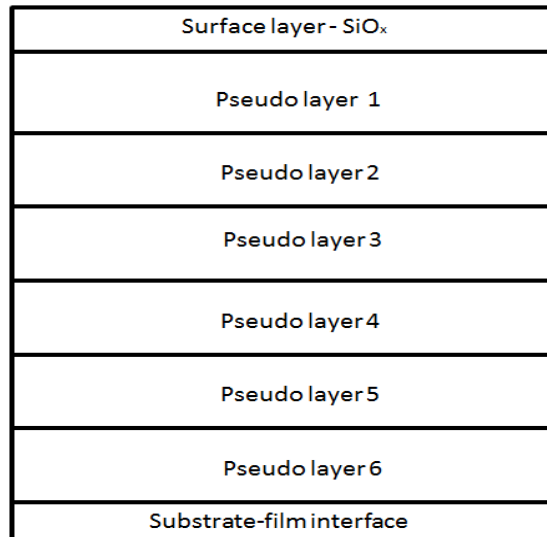 Surface layer - SiOₓ
Pseudo layer 1
Pseudo layer 2
Pseudo layer 3
Pseudo layer 4
Pseudo layer 5
Pseudo layer 6
Substrate-film interface